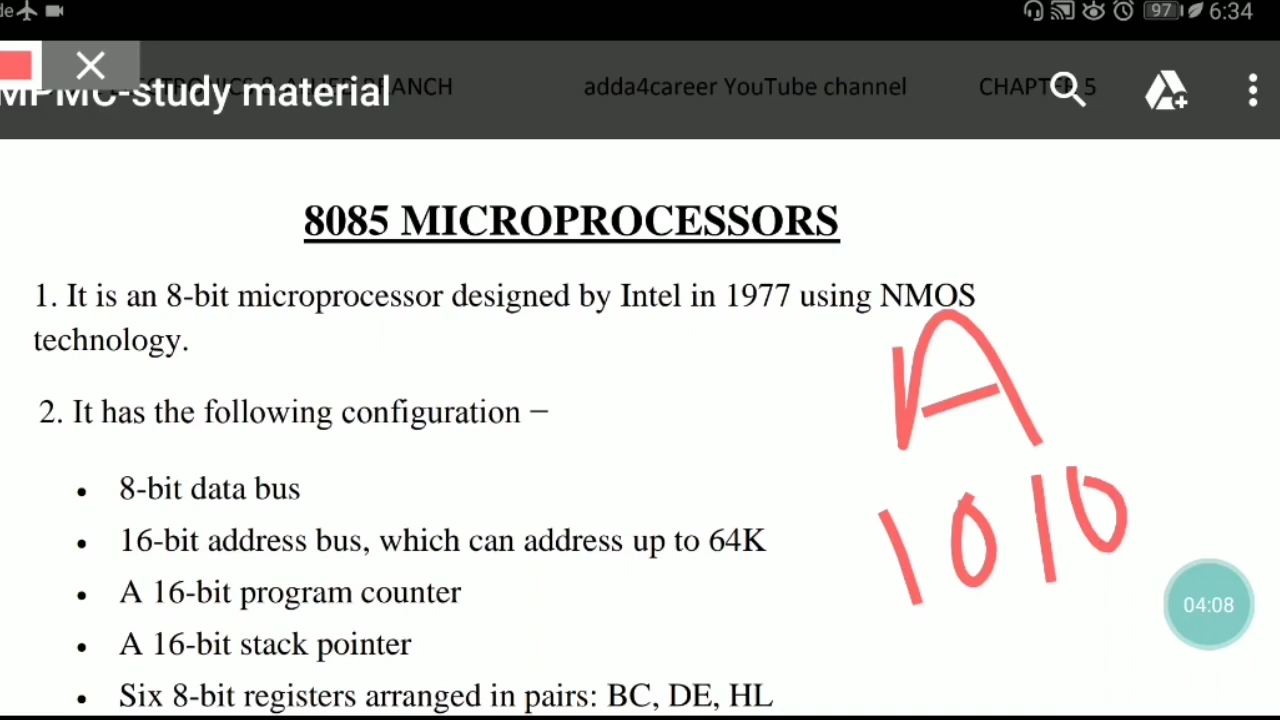 97 6:34
MPMC-study material
adda4career YouTube channel
CHAPTER 5
8085 MICROPROCESSORS
1. It is an 8-bit microprocessor designed by Intel in 1977 using NMOS
technology.
A
2. It has the following configuration –
• 8-bit data bus
1010
• 16-bit address bus, which can address up to 64K
• A 16-bit program counter
04:08
• A 16-bit stack pointer
• Six 8-bit registers arranged in pairs: BC, DE, HL